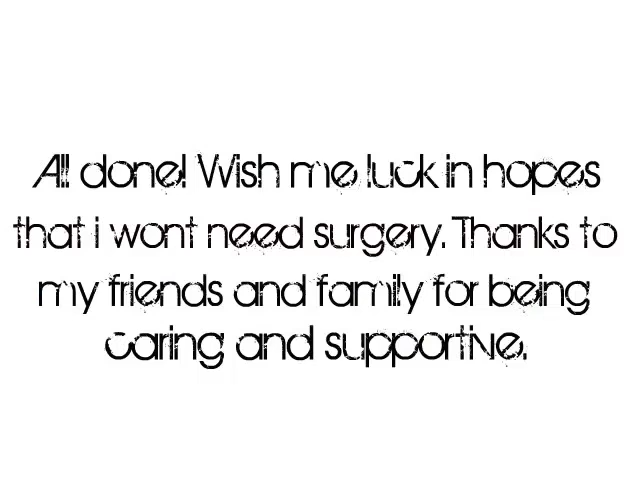 All done! Wish me luck in hopes
that i wont need surgery. Thanks to
my friends and family for being
caring and supportive.